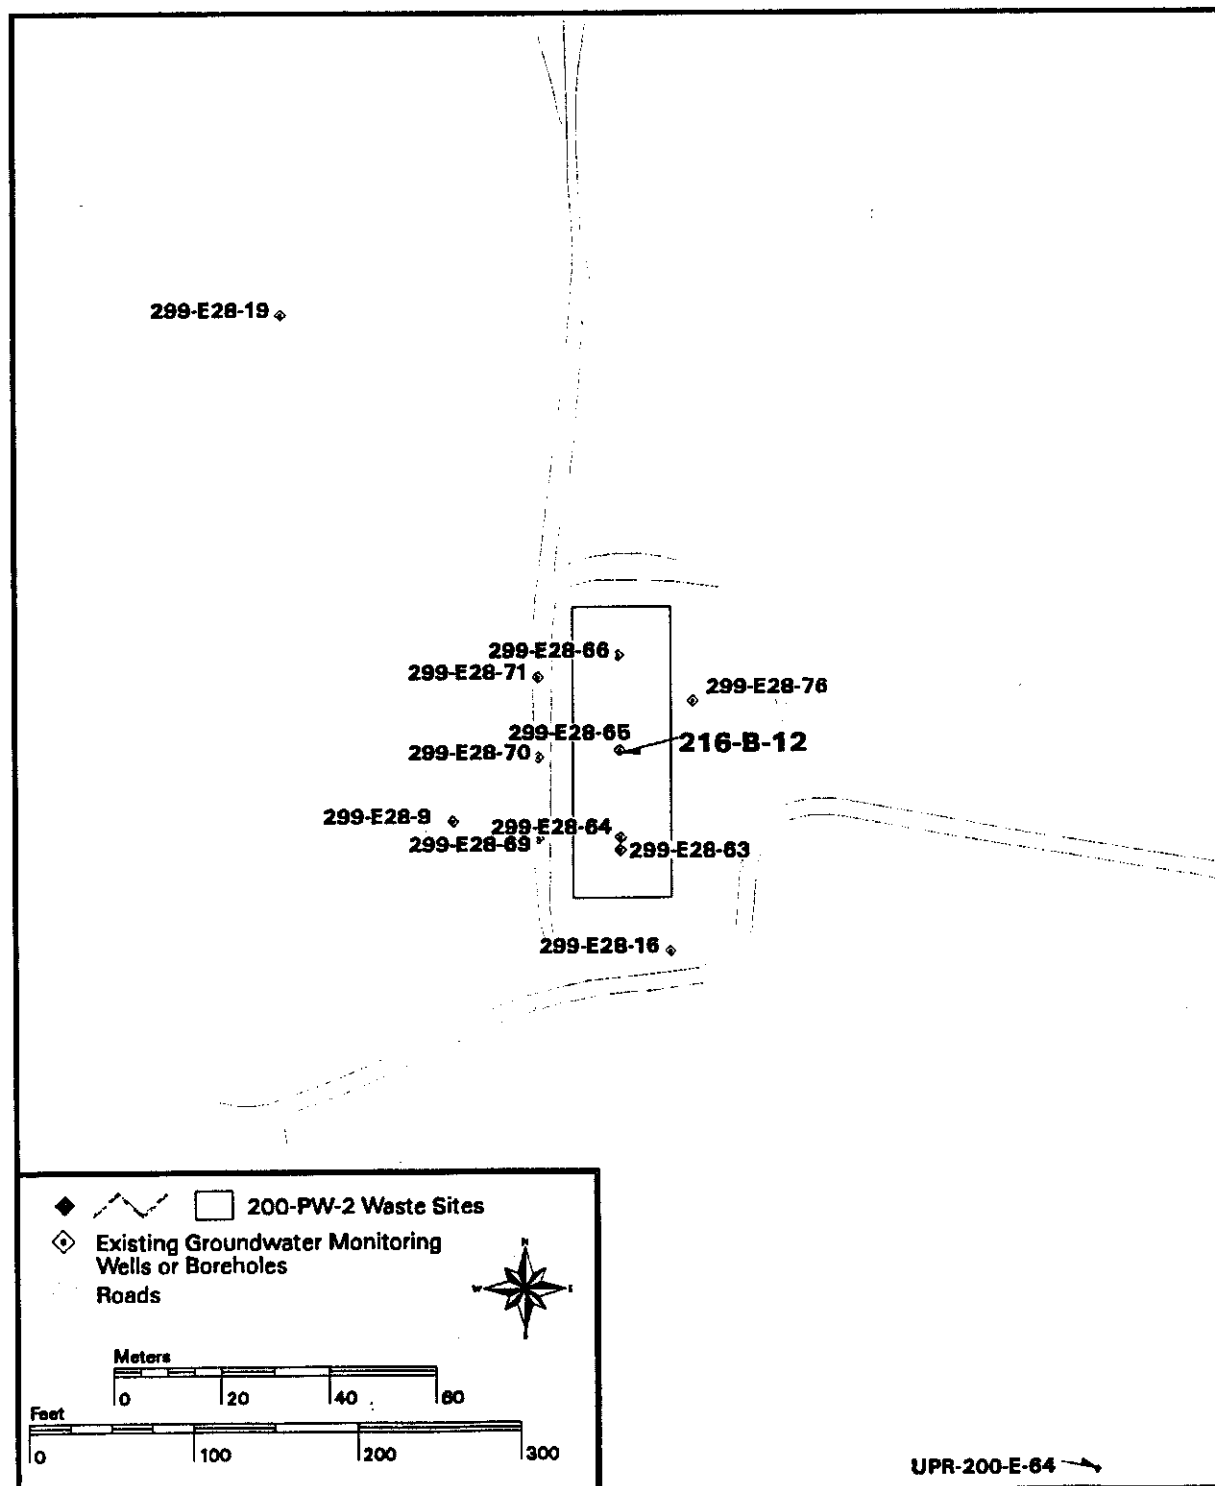 299-E28-19
299-E28-66
299-E28-71
299-E28-76
299-E28-65
216-B-12
299-E28-70
299-E28-9
299-E28-64
299-E28-69
299-E28-63
299-E28-16
200-PW-2 Waste Sites
Existing Groundwater Monitoring
Wells or Boreholes
Roads
N
W
E
S
Meters
0 20 40 60
Feet
0 100 200 300
UPR-200-E-64